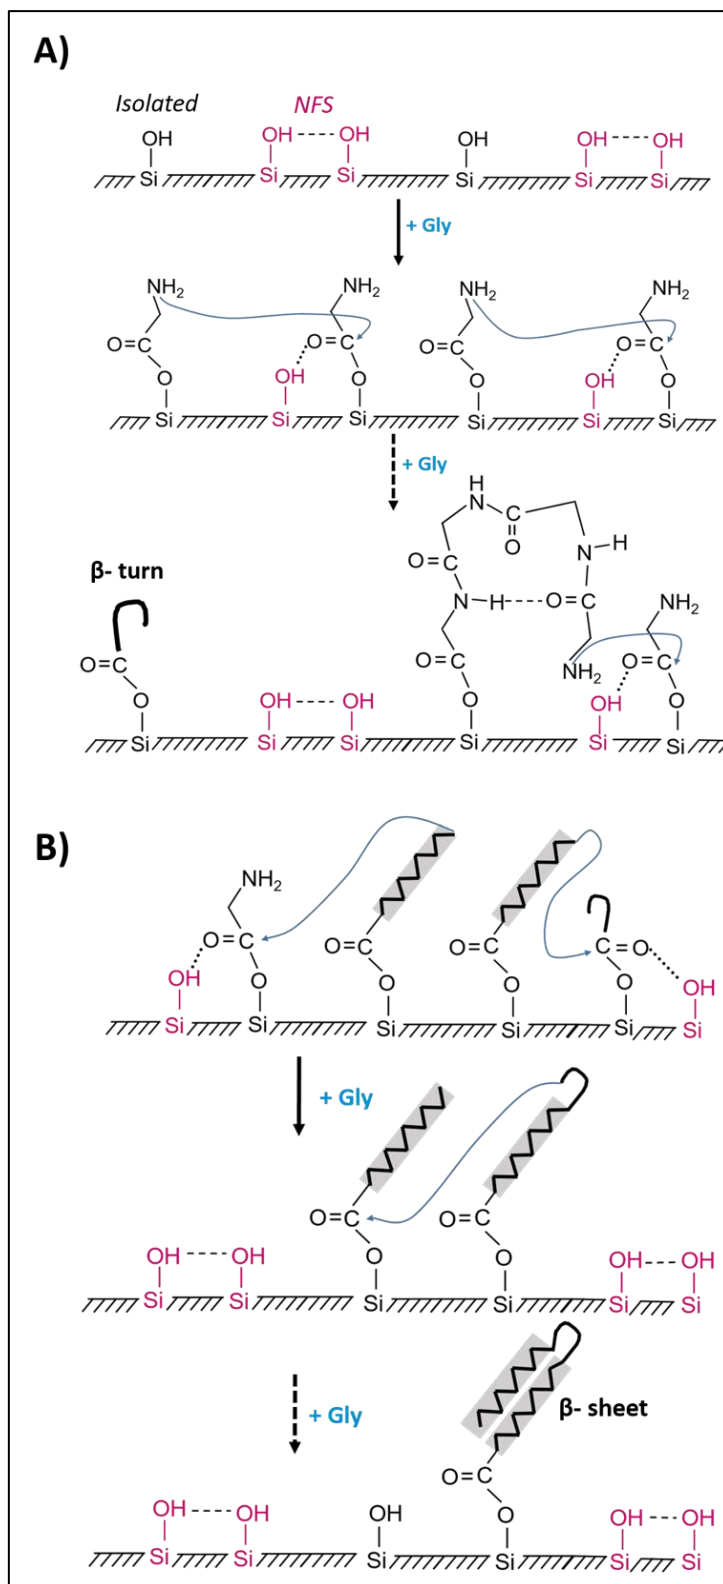 A)
Isolated NFS
OH OH OH OH OH OH
Si Si Si Si Si Si
+ Gly
NH2 NH2 NH2 NH2
O=C O=C O=C O=C
OH O O OH O
O
Si Si Si Si Si Si
+ Gly
H
N C
O
N-H
β- turn
O=C
N-H O=C
NH2
O=C O=C NH2 O=C
O OH OH O OH O
Si Si Si Si Si Si
B)
NH2
O=C O=C O=C C=O
OH O O O O OH
Si Si Si Si Si Si
+ Gly
O=C O=C
OH OH O O OH OH
Si Si Si Si Si Si
+ Gly
β- sheet
O=C
OH OH OH O OH OH
Si Si Si Si Si Si